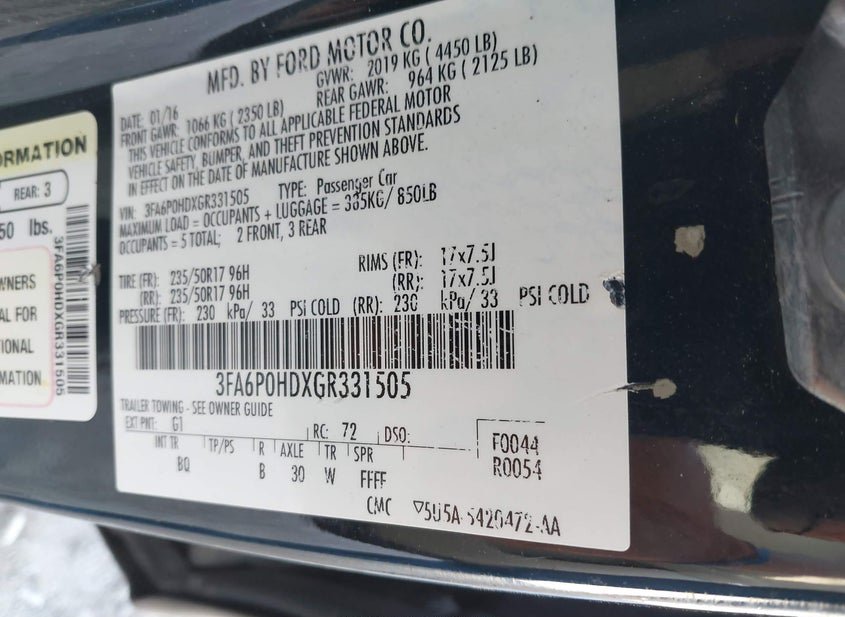 ORMATION
REAR: 3
50 lbs.
WNERS
AL FOR
TIONAL
MATION
3FA6P0HDXGR331505
MFD. BY FORD MOTOR CO.
DATE: 01/16 GVWR: 2019 KG ( 4450 LB)
FRONT GAWR: 1066 KG ( 2350 LB) REAR GAWR: 964 KG ( 2125 LB)
THIS VEHICLE CONFORMS TO ALL APPLICABLE FEDERAL MOTOR
VEHICLE SAFETY, BUMPER, AND THEFT PREVENTION STANDARDS
IN EFFECT ON THE DATE OF MANUFACTURE SHOWN ABOVE.
VIN: 3FA6P0HDXGR331505 TYPE: Passenger Car
MAXIMUM LOAD = OCCUPANTS + LUGGAGE = 385KG/ 850LB
OCCUPANTS = 5 TOTAL; 2 FRONT, 3 REAR
TIRE (FR): 235/50R17 96H RIMS (FR): 17x7.5J
(RR): 235/50R17 96H (RR): 17x7.5J
PRESSURE (FR): 230 kPa/ 33 PSI COLD (RR): 230 kPa/ 33 PSI COLD
3FA6P0HDXGR331505
TRAILER TOWING - SEE OWNER GUIDE
EXT PNT: G1 RC: 72 DSO: F0044
INT TR TP/PS R AXLE TR SPR R0054
BQ B 30 W FFFF
CMC ▽5U5A-5420472-AA